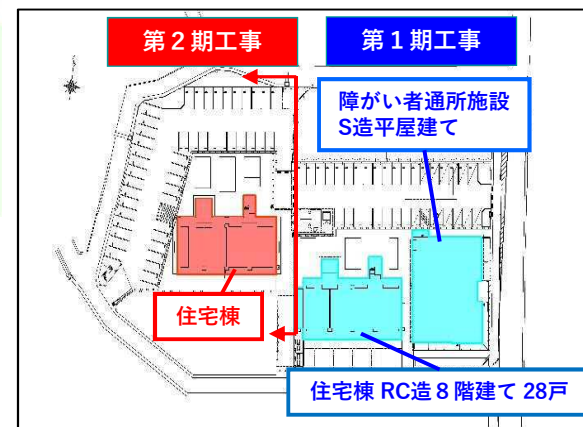 第２期工事
第１期工事
障がい者通所施設
S造平屋建て
住宅棟
住宅棟 RC造８階建て 28戸